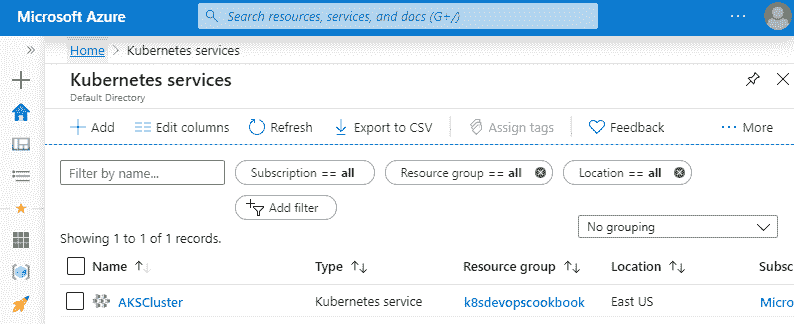 Microsoft Azure
Search resources, services, and docs (G+/)
Home > Kubernetes services
Kubernetes services
Default Directory
Add Edit columns Refresh Export to CSV Assign tags Feedback ... More
Filter by name...
Subscription == all
Resource group == all
Location == all
Add filter
No grouping
Showing 1 to 1 of 1 records.
Name Type Resource group Location Subsc
AKSCluster Kubernetes service k8sdevopscookbook East US Micro